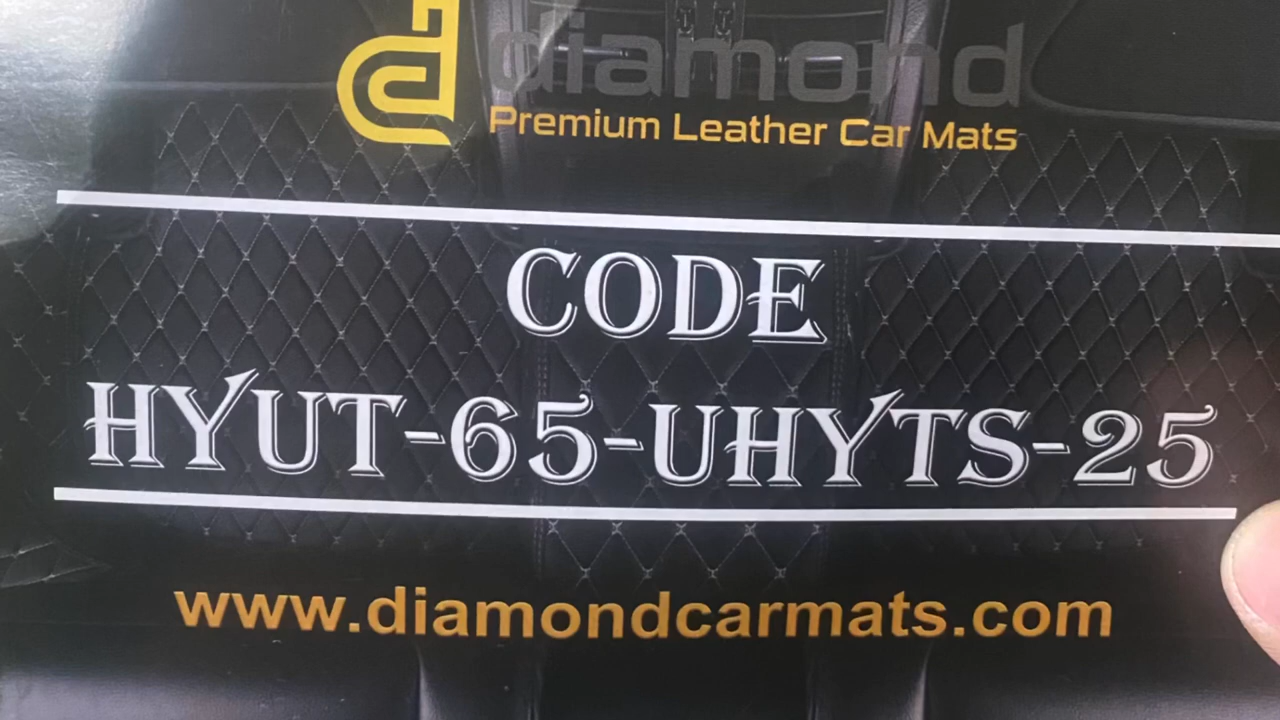 diamond
Premium Leather Car Mats
CODE
HYUT-65-UHYTS-25
www.diamondcarmats.com